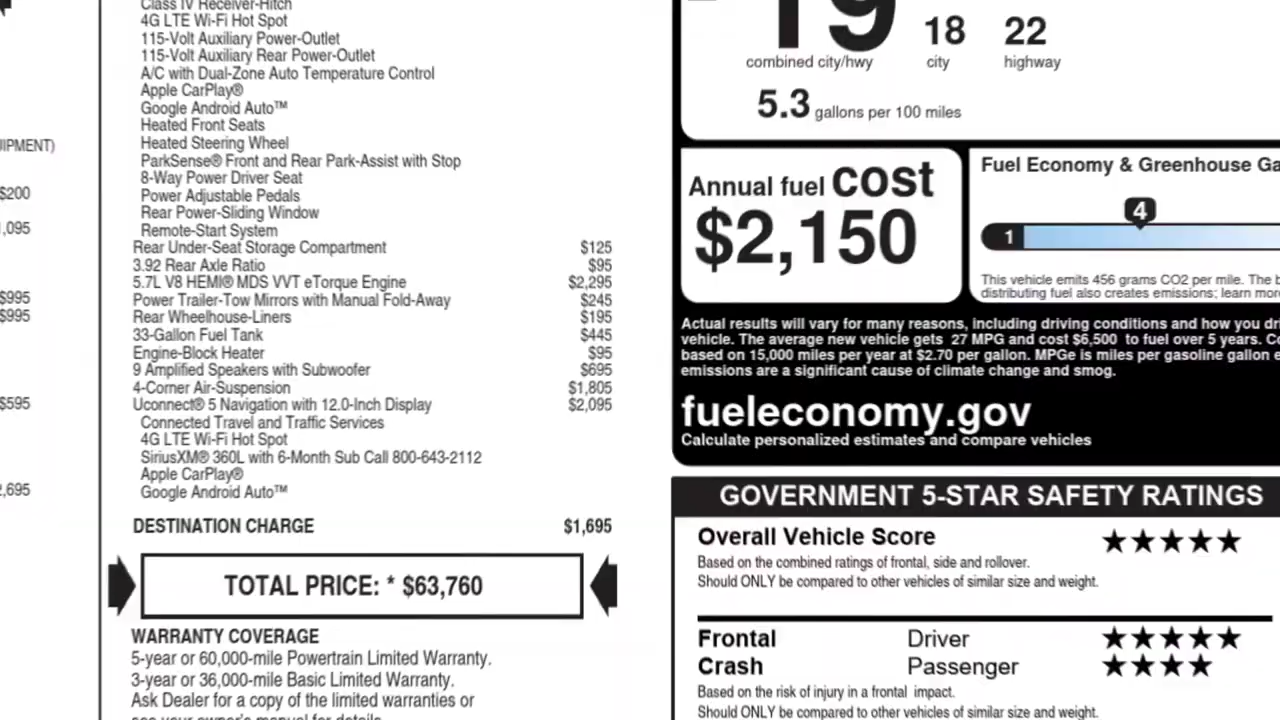 UIPMENT)
$200
1,095
$995
$995
$595
2,695
Class IV Receiver-Hitch
4G LTE Wi-Fi Hot Spot
115-Volt Auxiliary Power-Outlet
115-Volt Auxiliary Rear Power-Outlet
A/C with Dual-Zone Auto Temperature Control
Apple CarPlay®
Google Android Auto™
Heated Front Seats
Heated Steering Wheel
ParkSense® Front and Rear Park-Assist with Stop
8-Way Power Driver Seat
Power Adjustable Pedals
Rear Power-Sliding Window
Remote-Start System
Rear Under-Seat Storage Compartment $125
3.92 Rear Axle Ratio $95
5.7L V8 HEMI® MDS VVT eTorque Engine $2,295
Power Trailer-Tow Mirrors with Manual Fold-Away $245
Rear Wheelhouse-Liners $195
33-Gallon Fuel Tank $445
Engine-Block Heater $95
9 Amplified Speakers with Subwoofer $695
4-Corner Air-Suspension $1,805
Uconnect® 5 Navigation with 12.0-Inch Display $2,095
Connected Travel and Traffic Services
4G LTE Wi-Fi Hot Spot
SiriusXM® 360L with 6-Month Sub Call 800-643-2112
Apple CarPlay®
Google Android Auto™
DESTINATION CHARGE $1,695
TOTAL PRICE: * $63,760
WARRANTY COVERAGE
5-year or 60,000-mile Powertrain Limited Warranty.
3-year or 36,000-mile Basic Limited Warranty.
Ask Dealer for a copy of the limited warranties or
see your owner's manual for details.
19 18 22
combined city/hwy city highway
5.3 gallons per 100 miles
Annual fuel cost
$2,150
Fuel Economy & Greenhouse Ga
4
1
This vehicle emits 456 grams CO2 per mile. The b
distributing fuel also creates emissions; learn mor
Actual results will vary for many reasons, including driving conditions and how you dri
vehicle. The average new vehicle gets 27 MPG and cost $6,500 to fuel over 5 years. Co
based on 15,000 miles per year at $2.70 per gallon. MPGe is miles per gasoline gallon e
emissions are a significant cause of climate change and smog.
fueleconomy.gov
Calculate personalized estimates and compare vehicles
GOVERNMENT 5-STAR SAFETY RATINGS
Overall Vehicle Score ★★★★★
Based on the combined ratings of frontal, side and rollover.
Should ONLY be compared to other vehicles of similar size and weight.
Frontal Driver ★★★★★
Crash Passenger ★★★★
Based on the risk of injury in a frontal impact.
Should ONLY be compared to other vehicles of similar size and weight.